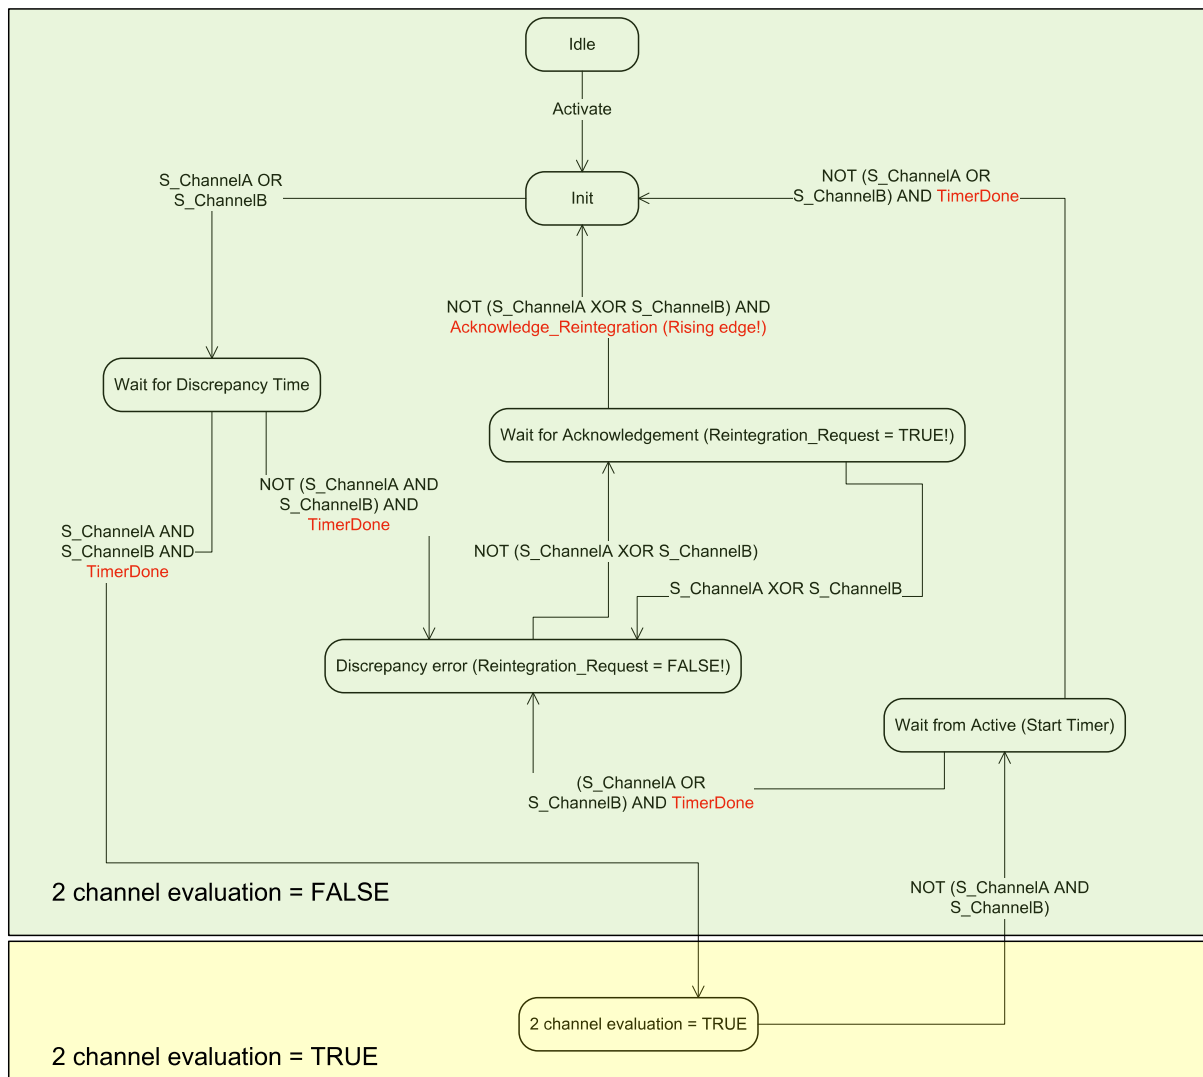 Idle
Activate
S_ChannelA OR
S_ChannelB
Init
NOT (S_ChannelA OR
S_ChannelB) AND TimerDone
NOT (S_ChannelA XOR S_ChannelB) AND
Acknowledge_Reintegration (Rising edge!)
Wait for Discrepancy Time
Wait for Acknowledgement (Reintegration_Request = TRUE!)
NOT (S_ChannelA AND
S_ChannelB) AND
TimerDone
S_ChannelA AND
S_ChannelB AND
TimerDone
NOT (S_ChannelA XOR S_ChannelB)
S_ChannelA XOR S_ChannelB
Discrepancy error (Reintegration_Request = FALSE!)
Wait from Active (Start Timer)
(S_ChannelA OR
S_ChannelB) AND TimerDone
2 channel evaluation = FALSE
NOT (S_ChannelA AND
S_ChannelB)
2 channel evaluation = TRUE
2 channel evaluation = TRUE